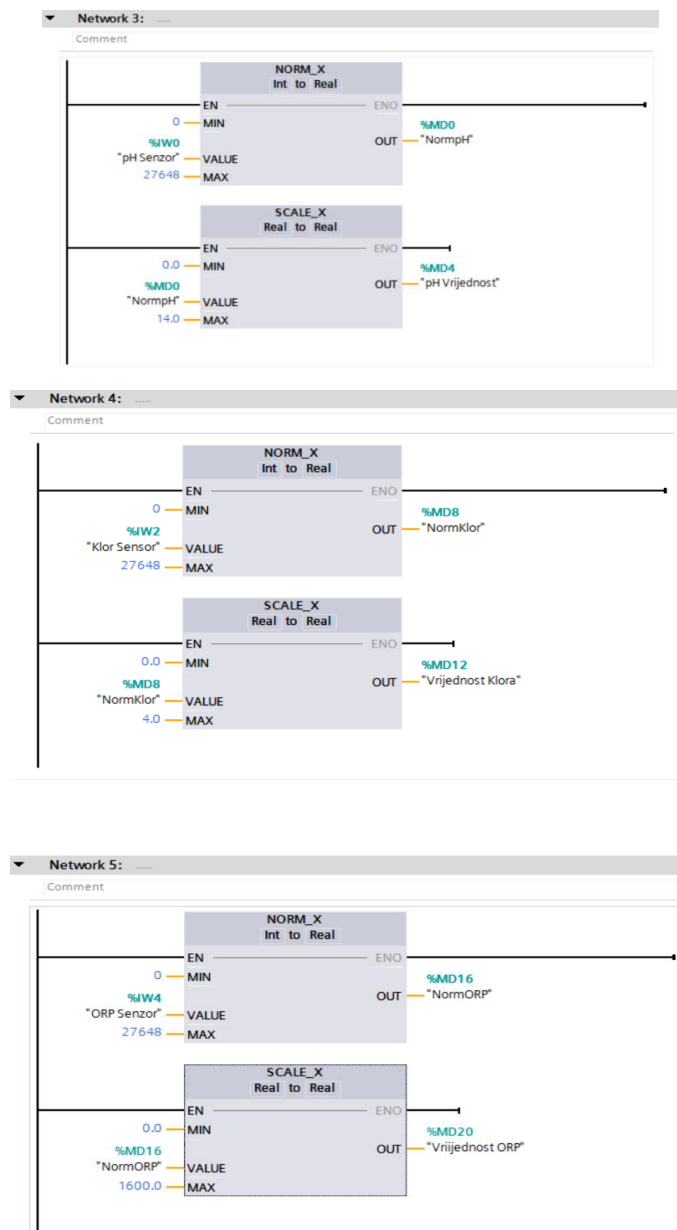 Network 3: .....
Comment
NORM_X
Int to Real
EN ENO
0 MIN
%MD0
%IW0 OUT "NormpH"
"pH Senzor" VALUE
27648 MAX
SCALE_X
Real to Real
EN ENO
0.0 MIN
%MD4
%MD0 OUT "pH Vrijednost"
"NormpH" VALUE
14.0 MAX
Network 4: .....
Comment
NORM_X
Int to Real
EN ENO
0 MIN
%MD8
%IW2 OUT "NormKlor"
"Klor Sensor" VALUE
27648 MAX
SCALE_X
Real to Real
EN ENO
0.0 MIN
%MD12
%MD8 OUT "Vrijednost Klora"
"NormKlor" VALUE
4.0 MAX
Network 5: .....
Comment
NORM_X
Int to Real
EN ENO
0 MIN
%MD16
%IW4 OUT "NormORP"
"ORP Senzor" VALUE
27648 MAX
SCALE_X
Real to Real
EN ENO
0.0 MIN
%MD20
%MD16 OUT "Vriijednost ORP"
"NormORP" VALUE
1600.0 MAX